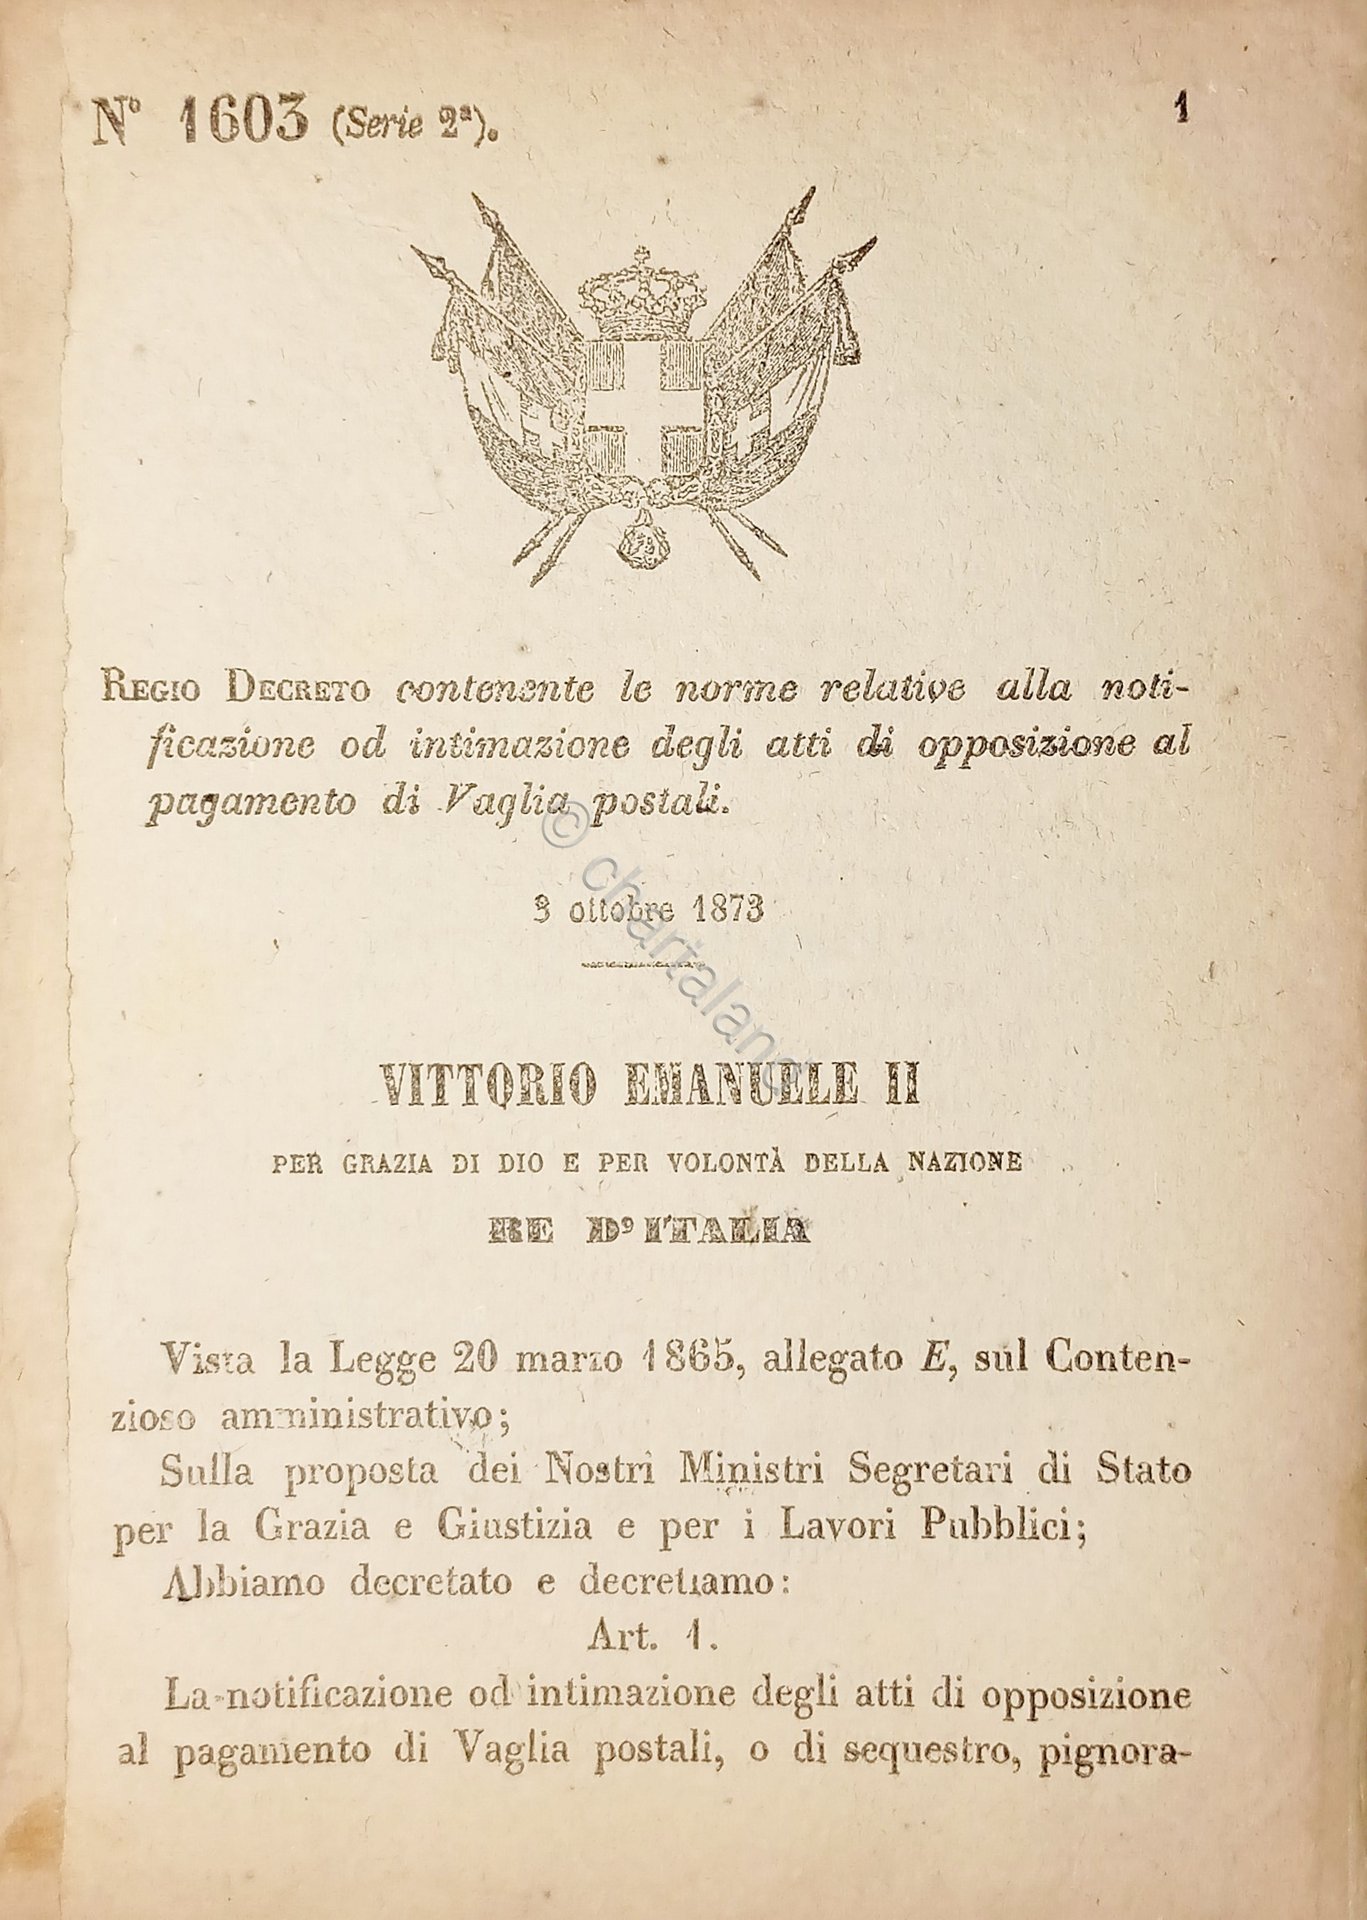 N° 1603 (Serie 2ª).
1
REGIO DECRETO contenente le norme relative alla noti-
ficazione od intimazione degli atti di opposizione al
pagamento di Vaglia postali.
3 ottobre 1873
VITTORIO EMANUELE II
PER GRAZIA DI DIO E PER VOLONTÀ DELLA NAZIONE
RE D'ITALIA
Vista la Legge 20 marzo 1865, allegato E, sul Conten-
zioso amministrativo;
Sulla proposta dei Nostri Ministri Segretari di Stato
per la Grazia e Giustizia e per i Lavori Pubblici;
Abbiamo decretato e decretiamo:
Art. 1.
La notificazione od intimazione degli atti di opposizione
al pagamento di Vaglia postali, o di sequestro, pignora-
© chartaland